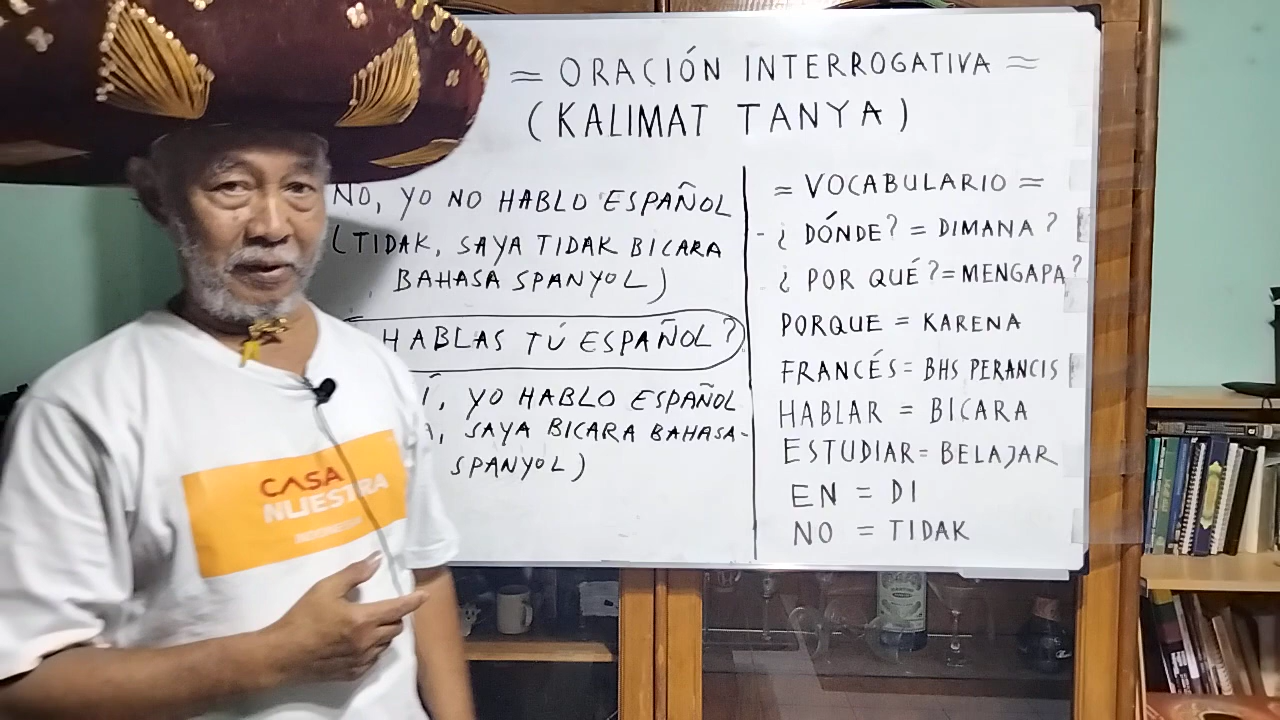 = ORACIÓN INTERROGATIVA =
(KALIMAT TANYA)
NO, YO NO HABLO ESPAÑOL
(TIDAK, SAYA TIDAK BICARA
BAHASA SPANYOL)
HABLAS TÚ ESPAÑOL?
Í, YO HABLO ESPAÑOL
A, SAYA BICARA BAHASA-
SPANYOL)
= VOCABULARIO =
- ¿DÓNDE? = DIMANA?
¿POR QUÉ? = MENGAPA?
PORQUE = KARENA
FRANCÉS = BHS PERANCIS
HABLAR = BICARA
ESTUDIAR = BELAJAR
EN = DI
NO = TIDAK
CASA
NUESTRA